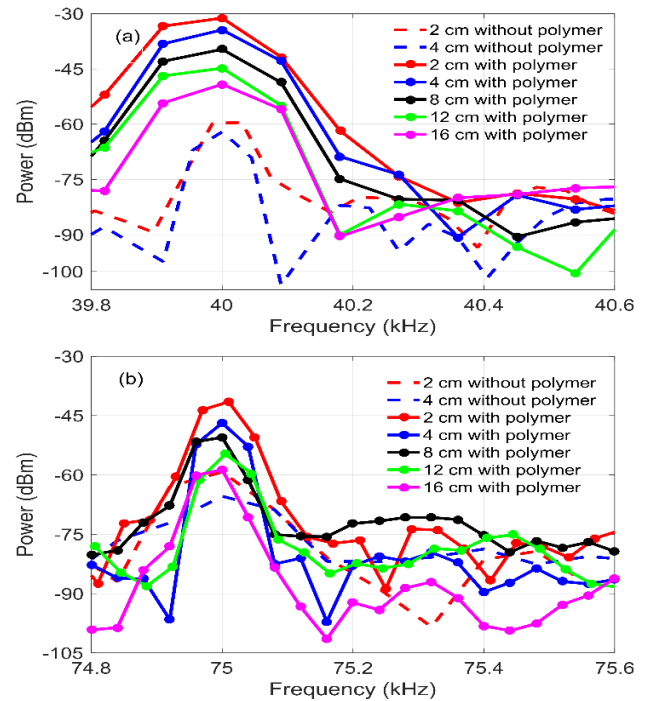 (a)
2 cm without polymer
4 cm without polymer
2 cm with polymer
4 cm with polymer
8 cm with polymer
12 cm with polymer
16 cm with polymer
Power (dBm)
-30
-45
-60
-75
-90
-100
39.8 40 40.2 40.4 40.6
Frequency (kHz)
(b)
2 cm without polymer
4 cm without polymer
2 cm with polymer
4 cm with polymer
8 cm with polymer
12 cm with polymer
16 cm with polymer
Power (dBm)
-30
-45
-60
-75
-90
-105
74.8 75 75.2 75.4 75.6
Frequency (kHz)